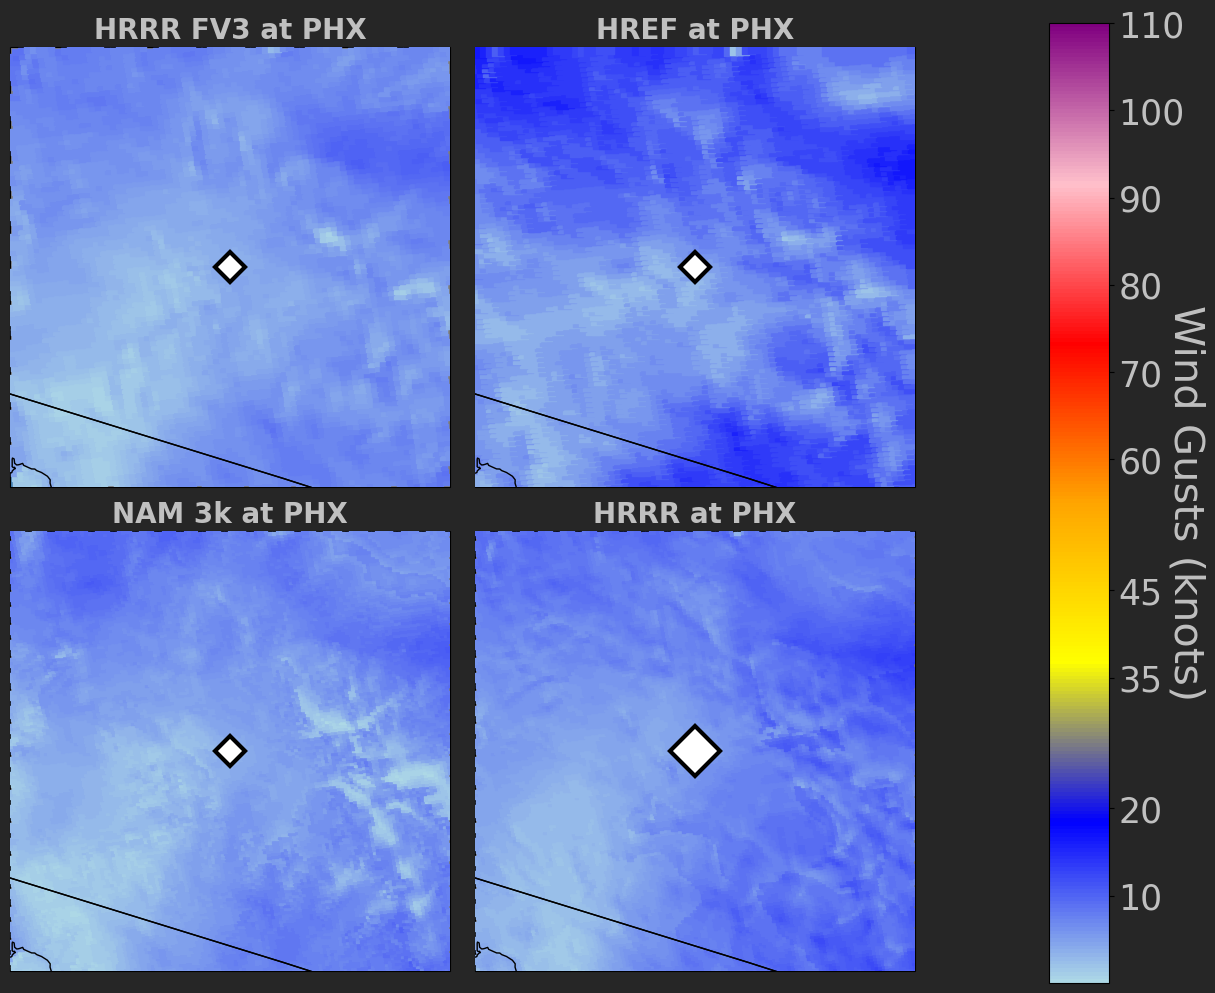 HRRR FV3 at PHX
HREF at PHX
NAM 3k at PHX
HRRR at PHX
110
100
90
80
70
60
45
35
20
10
Wind Gusts (knots)